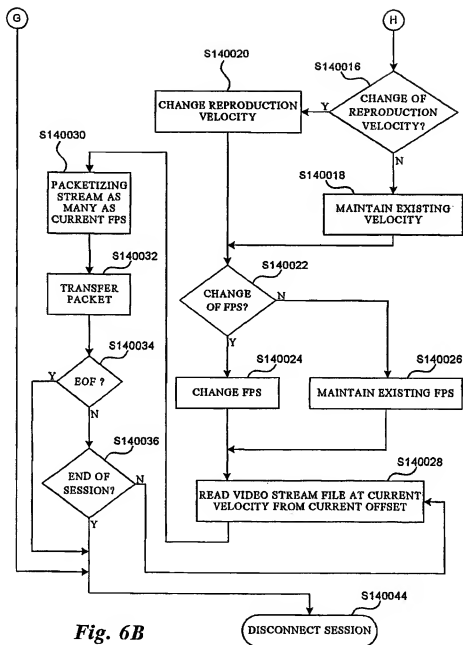 G
H
S140016
CHANGE OF
REPRODUCTION
VELOCITY?
Y
N
S140020
CHANGE REPRODUCTION
VELOCITY
S140018
MAINTAIN EXISTING
VELOCITY
S140022
CHANGE
OF FPS?
N
Y
S140024
CHANGE FPS
S140026
MAINTAIN EXISTING FPS
S140028
READ VIDEO STREAM FILE AT CURRENT
VELOCITY FROM CURRENT OFFSET
S140030
PACKETIZING
STREAM AS
MANY AS
CURRENT FPS
S140032
TRANSFER
PACKET
S140034
EOF ?
Y
N
S140036
END OF
SESSION?
N
Y
S140044
DISCONNECT SESSION
Fig. 6B